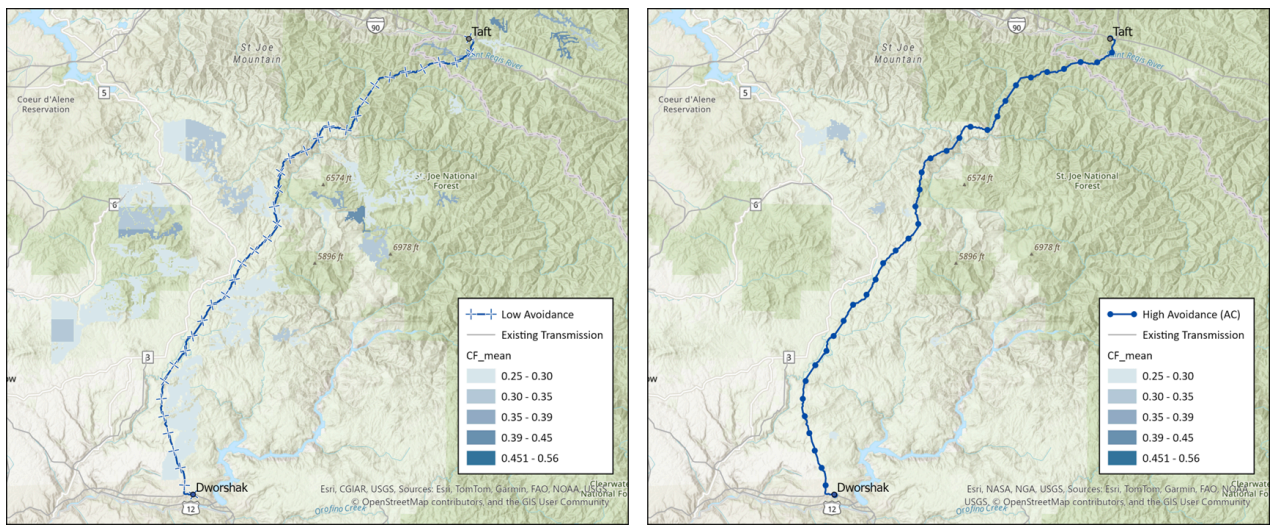 90
Taft
St Joe
Mountain
nt Regis River
Coeur d'Alene
Reservation
5
6574 ft
St. Joe National
Forest
6
5896 ft
6978 ft
3
ow
Low Avoidance
Existing Transmission
CF_mean
0.25 - 0.30
0.30 - 0.35
0.35 - 0.39
0.39 - 0.45
0.451 - 0.56
Dworshak
12
Orofino Creek
Clearwate
National Fo
Esri, CGIAR, USGS, Sources: Esri, TomTom, Garmin, FAO, NOAA, USGS,
© OpenStreetMap contributors, and the GIS User Community
90
Taft
St Joe
Mountain
nt Regis River
Coeur d'Alene
Reservation
5
6574 ft
St. Joe National
Forest
6
5896 ft
6978 ft
3
ow
High Avoidance (AC)
Existing Transmission
CF_mean
0.25 - 0.30
0.30 - 0.35
0.35 - 0.39
0.39 - 0.45
0.451 - 0.56
Dworshak
12
Orofino Creek
Clearwate
National Fo
Esri, NASA, NGA, USGS, Sources: Esri, TomTom, Garmin, FAO, NOAA,
USGS, © OpenStreetMap contributors, and the GIS User Community